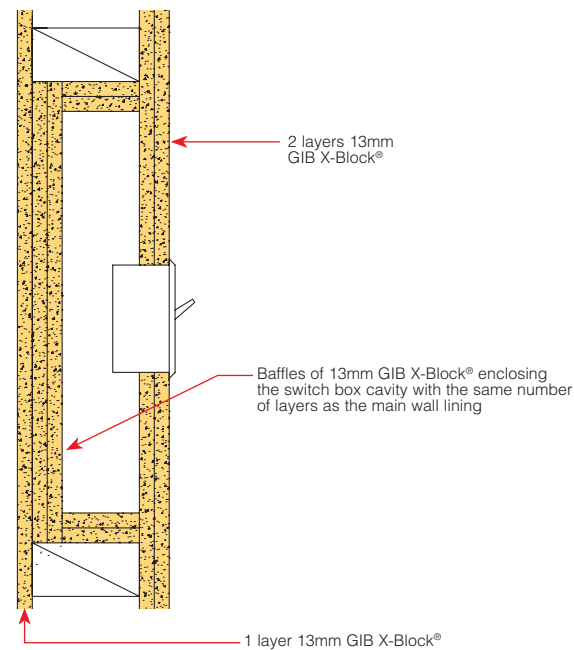 2 layers 13mm
GIB X-Block®
Baffles of 13mm GIB X-Block® enclosing
the switch box cavity with the same number
of layers as the main wall lining
1 layer 13mm GIB X-Block®